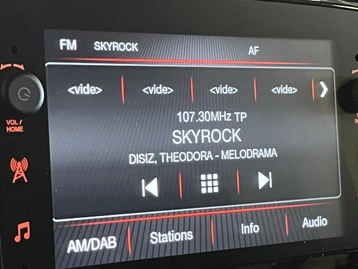 FM SKYROCK AF
<vide> <vide> <vide> <vide>
107.30MHz TP
SKYROCK
DISIZ, THEODORA - MELODRAMA
VOL / HOME
AM/DAB Stations Info Audio